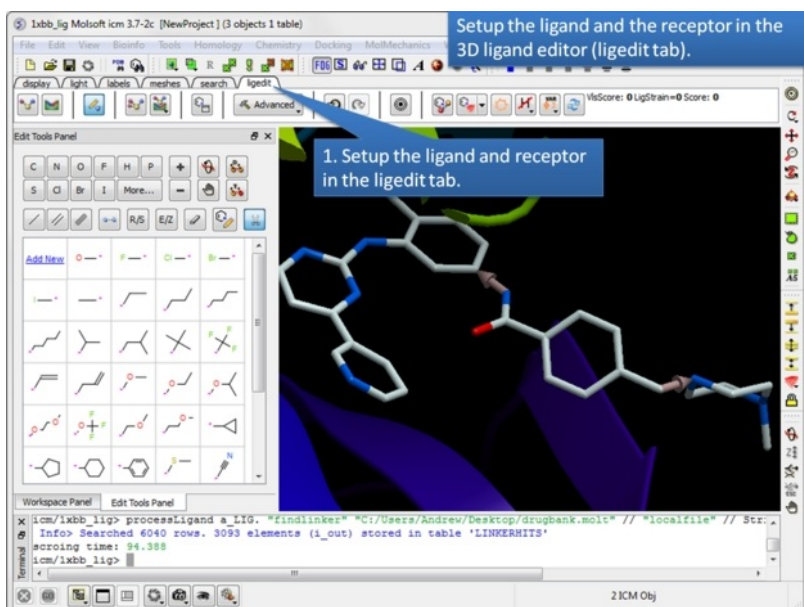 1xbb_lig Molsoft icm 3.7-2c [NewProject] (3 objects 1 table)
Setup the ligand and the receptor in the
3D ligand editor (ligedit tab).
File Edit View Bioinfo Tools Homology Chemistry Docking MolMechanics
display light labels meshes search ligedit
Advanced
VlsScore: 0 LigStrain=0 Score: 0
1. Setup the ligand and receptor
in the ligedit tab.
Edit Tools Panel
C N O F H P
S Cl Br I More...
R/S E/Z
Add New
Workspace Panel Edit Tools Panel
Terminal
icm/1xbb_lig> processLigand a_LIG. "findlinker" "C:/Users/Andrew/Desktop/drugbank.molt" // "localfile" // Stri
Info> Searched 6040 rows. 3093 elements (i_out) stored in table 'LINKERHITS'
scroing time: 94.388
icm/1xbb_lig>
2 ICM Obj